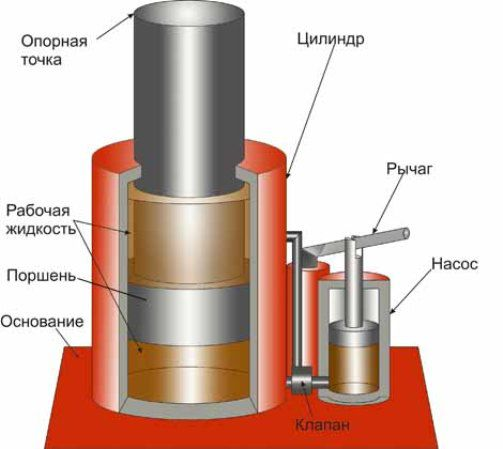 Опорная
точка
Цилиндр
Рычаг
Рабочая
жидкость
Поршень
Насос
Основание
Клапан